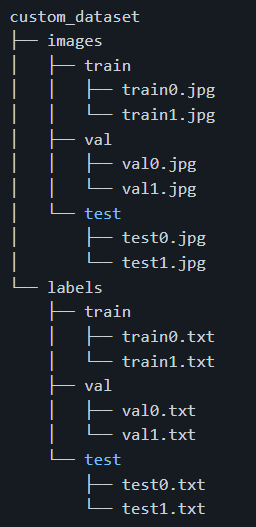 custom_dataset
├── images
│   ├── train
│   │   ├── train0.jpg
│   │   └── train1.jpg
│   ├── val
│   │   ├── val0.jpg
│   │   └── val1.jpg
│   └── test
│       ├── test0.jpg
│       └── test1.jpg
└── labels
    ├── train
    │   ├── train0.txt
    │   └── train1.txt
    ├── val
    │   ├── val0.txt
    │   └── val1.txt
    └── test
        ├── test0.txt
        └── test1.txt